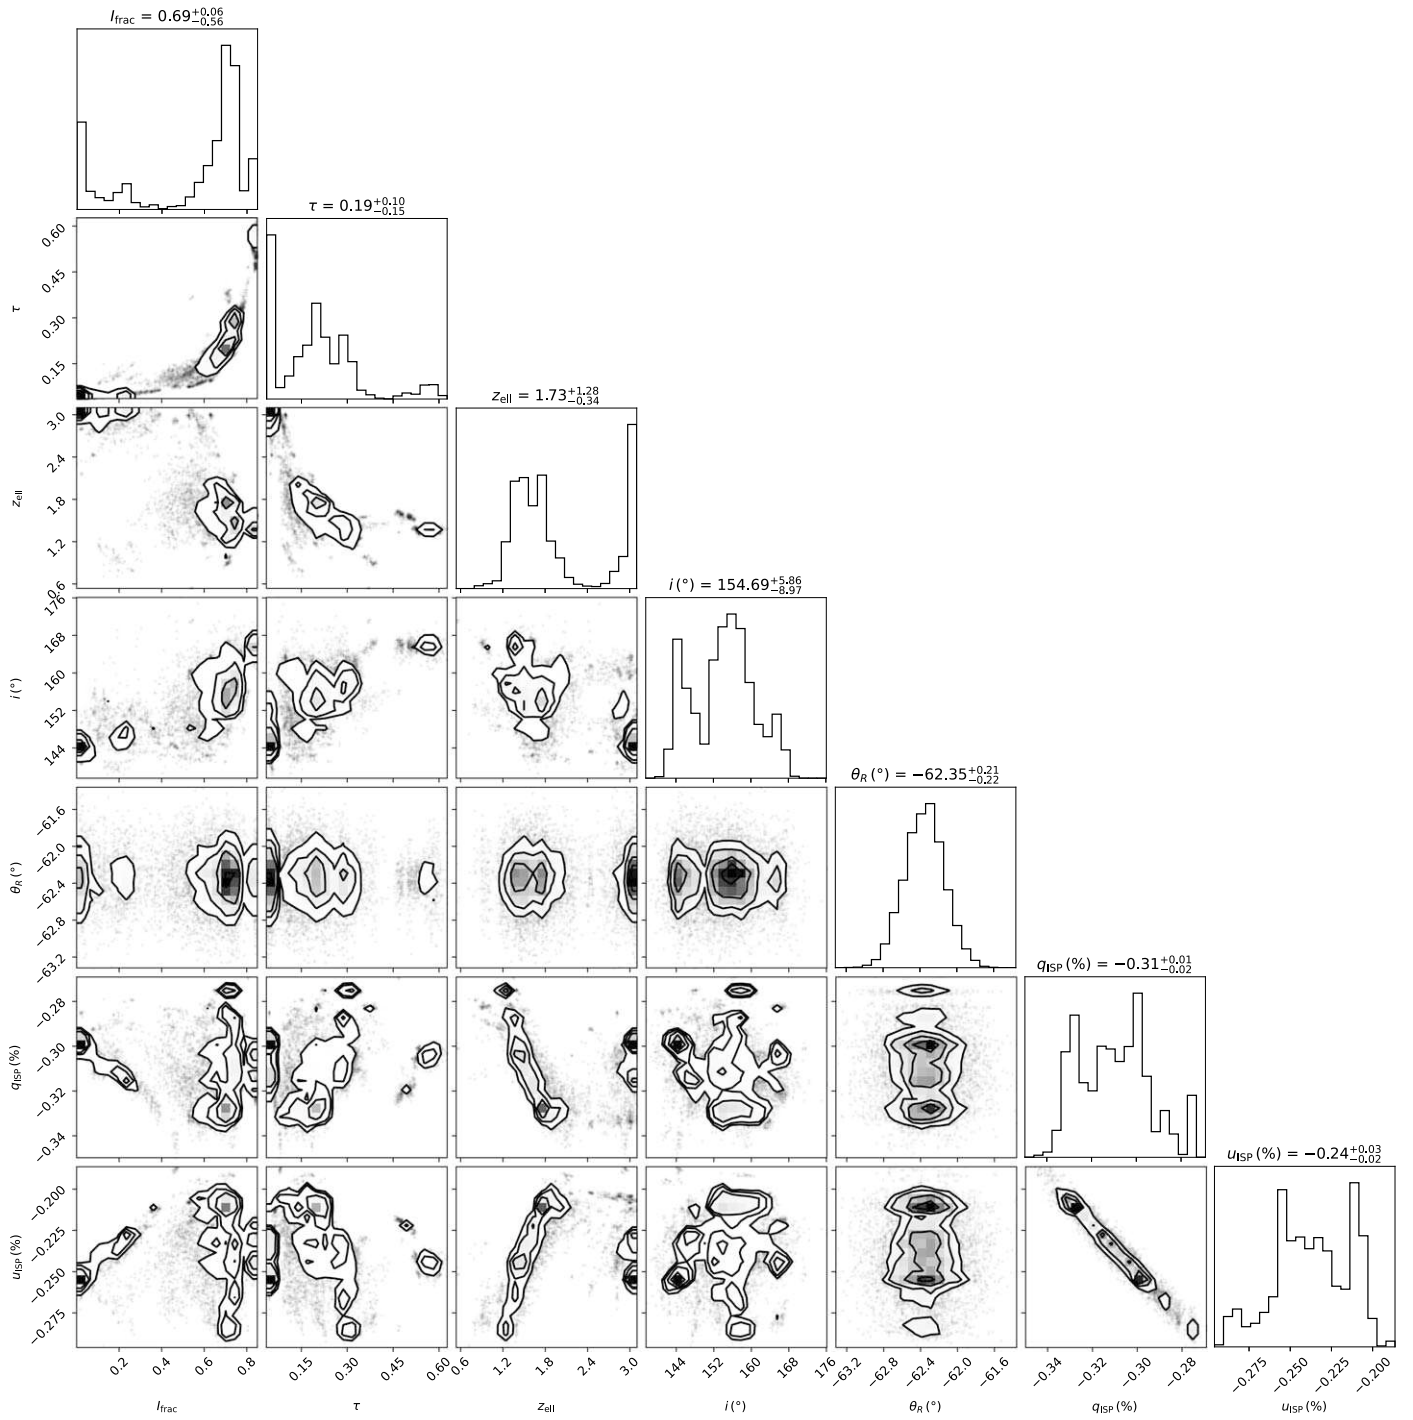 I_frac = 0.69 +0.06 −0.56
τ = 0.19 +0.10 −0.15
0.60
0.45
0.30
0.15
τ
z_ell = 1.73 +1.28 −0.34
3.0
2.4
1.8
1.2
0.6
z_ell
i (°) = 154.69 +5.86 −8.97
176
168
160
152
144
i (°)
θ_R (°) = −62.35 +0.21 −0.22
−61.6
−62.0
−62.4
−62.8
−63.2
θ_R (°)
q_ISP (%) = −0.31 +0.01 −0.02
−0.28
−0.30
−0.32
−0.34
q_ISP (%)
u_ISP (%) = −0.24 +0.03 −0.02
−0.200
−0.225
−0.250
−0.275
u_ISP (%)
0.2 0.4 0.6 0.8 0.15 0.30 0.45 0.60 0.6 1.2 1.8 2.4 3.0 144 152 160 168 176 −63.2 −62.8 −62.4 −62.0 −61.6 −0.34 −0.32 −0.30 −0.28 −0.275 −0.250 −0.225 −0.200
I_frac τ z_ell i (°) θ_R (°) q_ISP (%) u_ISP (%)